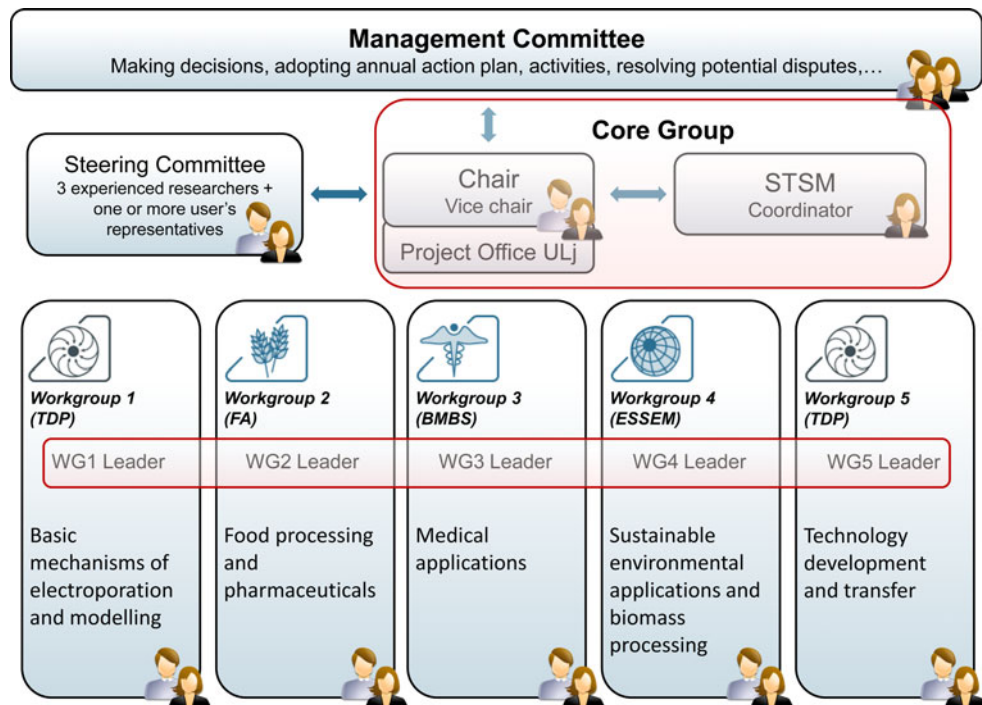 Management Committee
Making decisions, adopting annual action plan, activities, resolving potential disputes,...
Core Group
Steering Committee
3 experienced researchers +
one or more user's
representatives
Chair
Vice chair
Project Office ULj
STSM
Coordinator
Workgroup 1
(TDP)
WG1 Leader
Basic
mechanisms of
electroporation
and modelling
Workgroup 2
(FA)
WG2 Leader
Food processing
and
pharmaceuticals
Workgroup 3
(BMBS)
WG3 Leader
Medical
applications
Workgroup 4
(ESSEM)
WG4 Leader
Sustainable
environmental
applications and
biomass
processing
Workgroup 5
(TDP)
WG5 Leader
Technology
development
and transfer